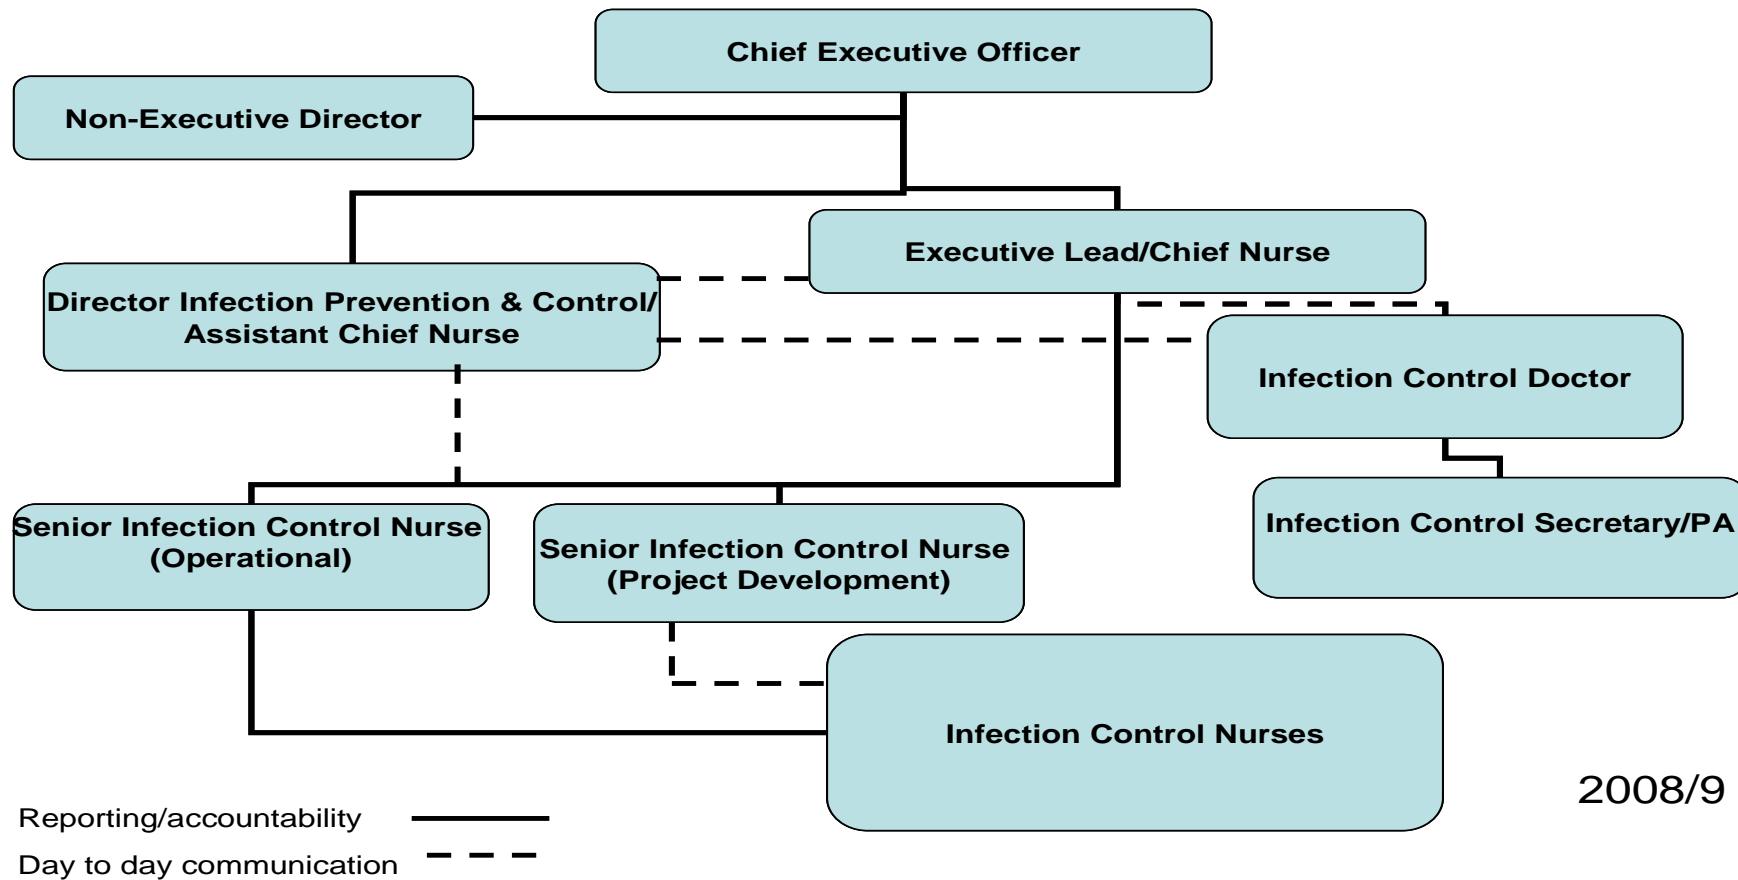 Chief Executive Officer
Non-Executive Director
Executive Lead/Chief Nurse
Director Infection Prevention & Control/
Assistant Chief Nurse
Infection Control Doctor
Senior Infection Control Nurse
(Operational)
Senior Infection Control Nurse
(Project Development)
Infection Control Secretary/PA
Infection Control Nurses
2008/9
Reporting/accountability
Day to day communication